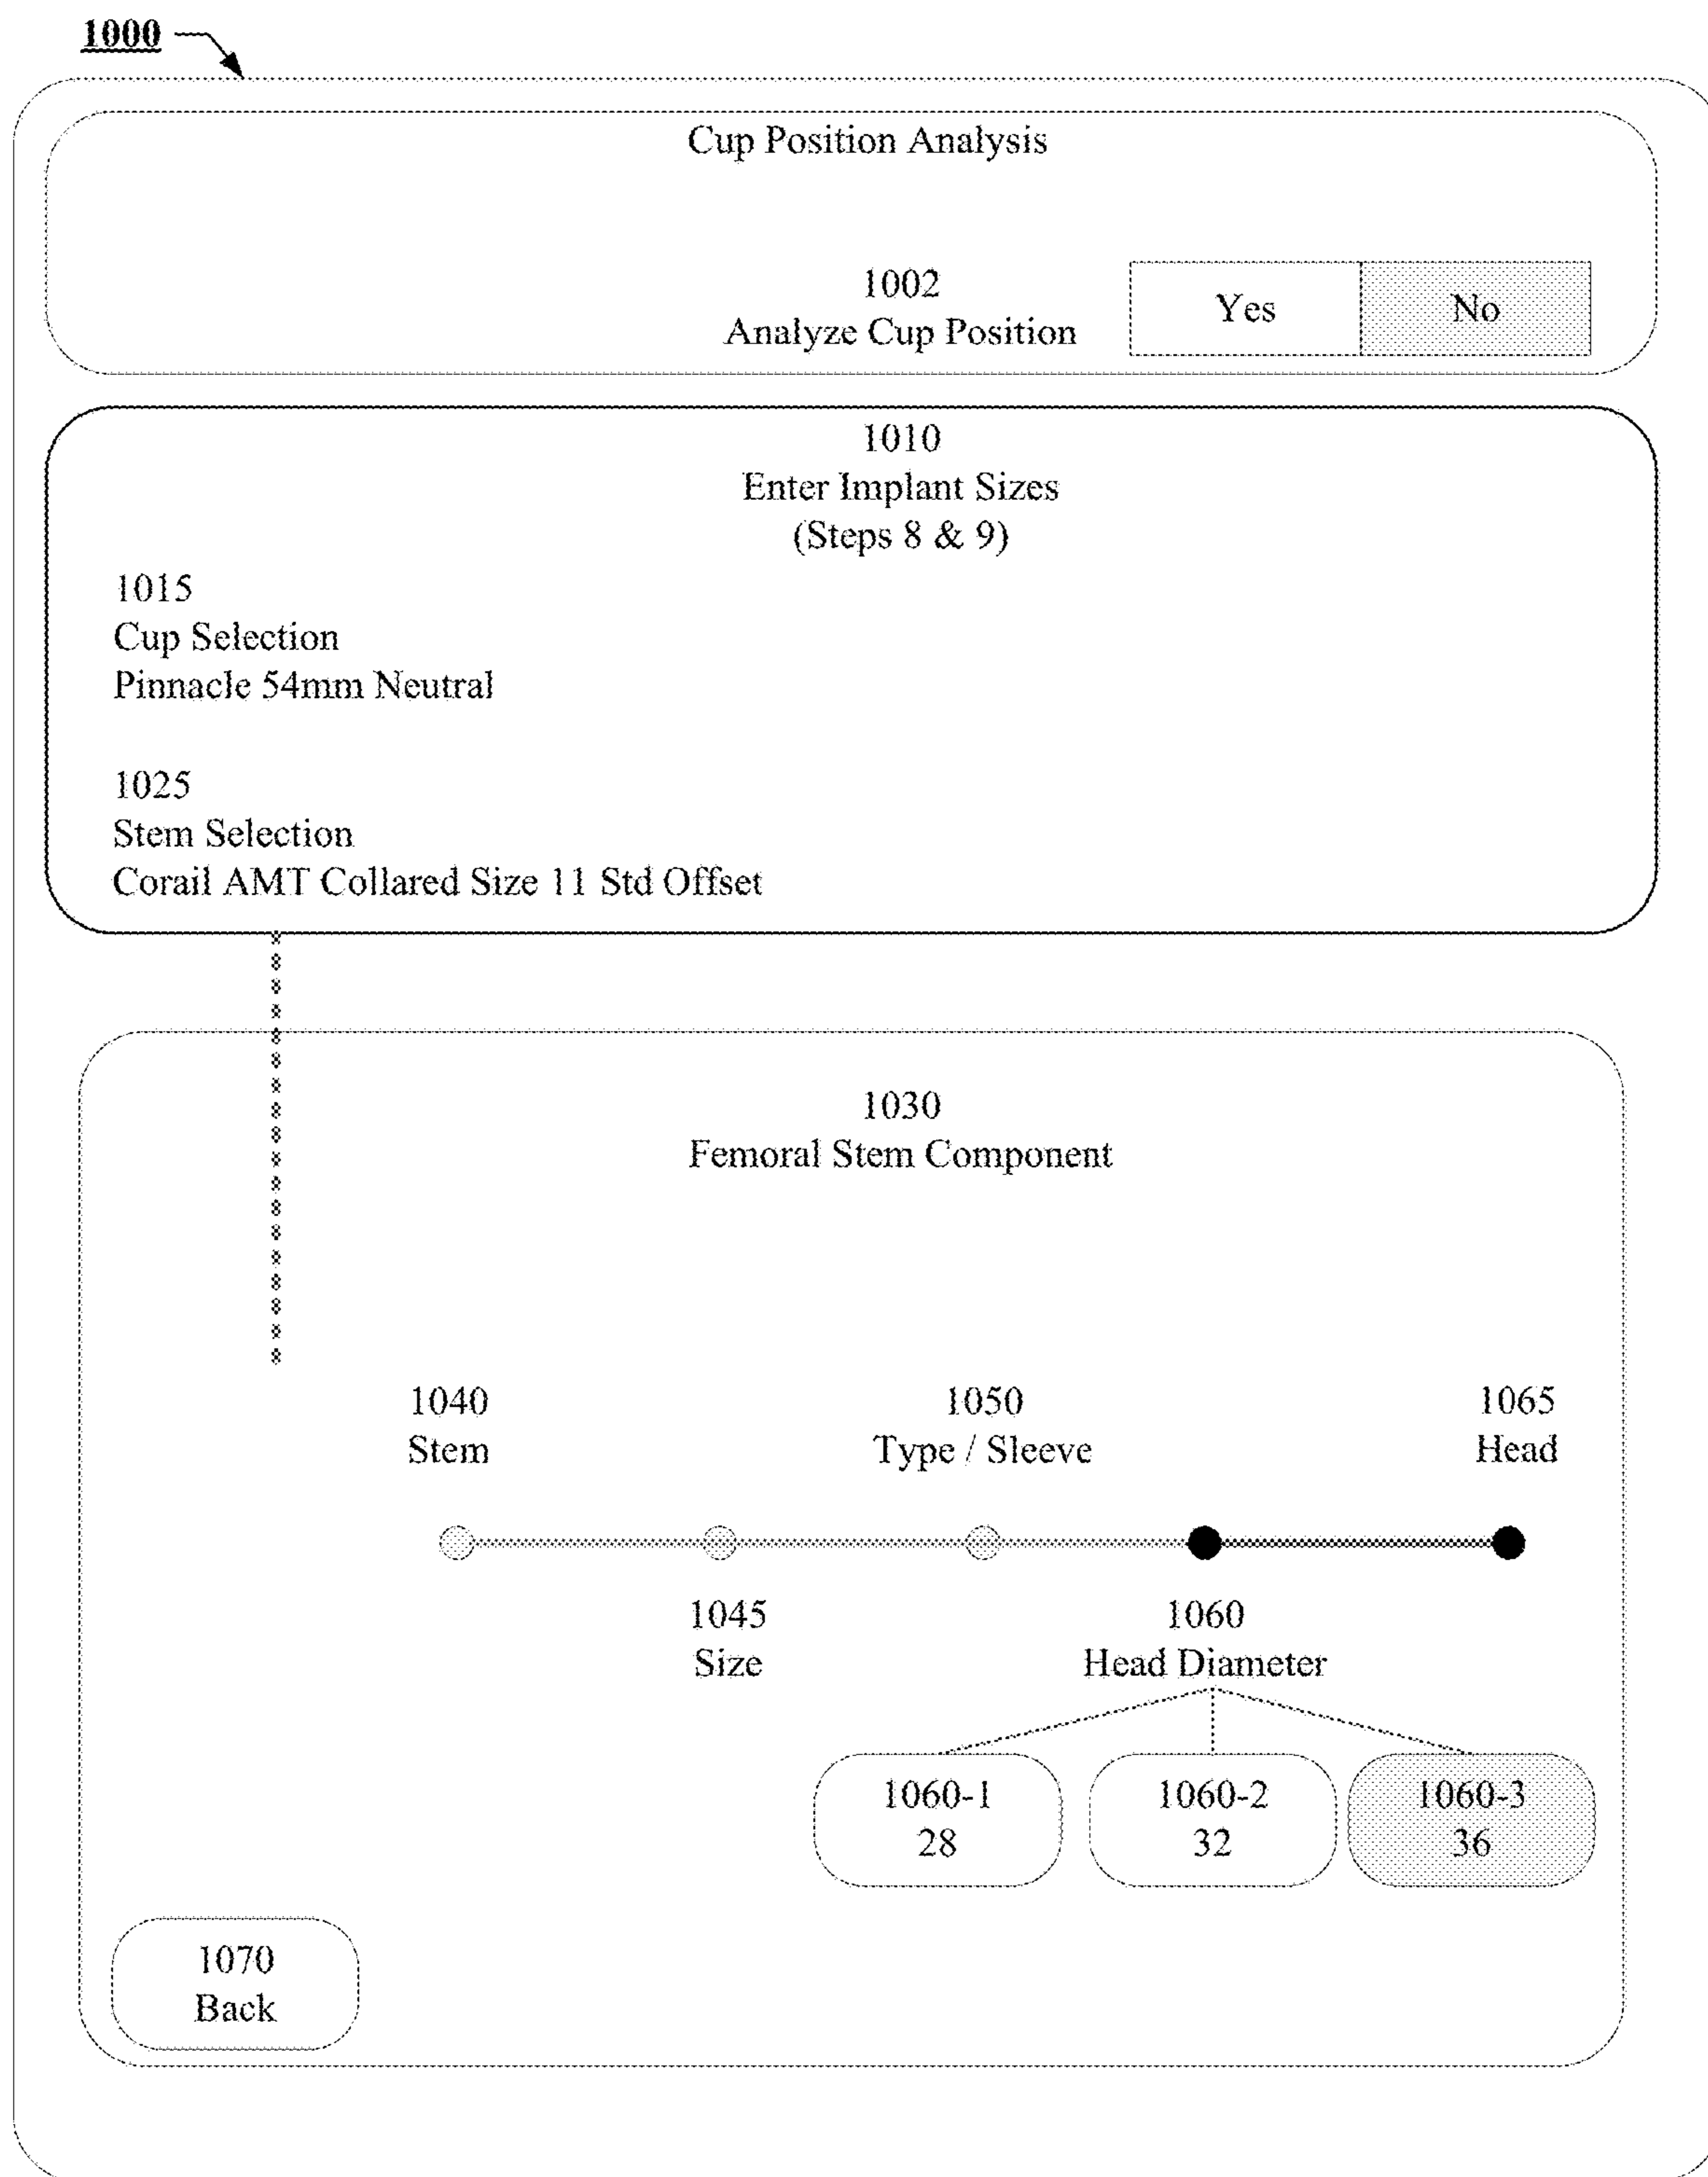 1000
Cup Position Analysis
1002
Analyze Cup Position
Yes
No
1010
Enter Implant Sizes
(Steps 8 & 9)
1015
Cup Selection
Pinnacle 54mm Neutral
1025
Stem Selection
Corail AMT Collared Size 11 Std Offset
1030
Femoral Stem Component
1040
Stem
1050
Type / Sleeve
1065
Head
1045
Size
1060
Head Diameter
1060-1
28
1060-2
32
1060-3
36
1070
Back